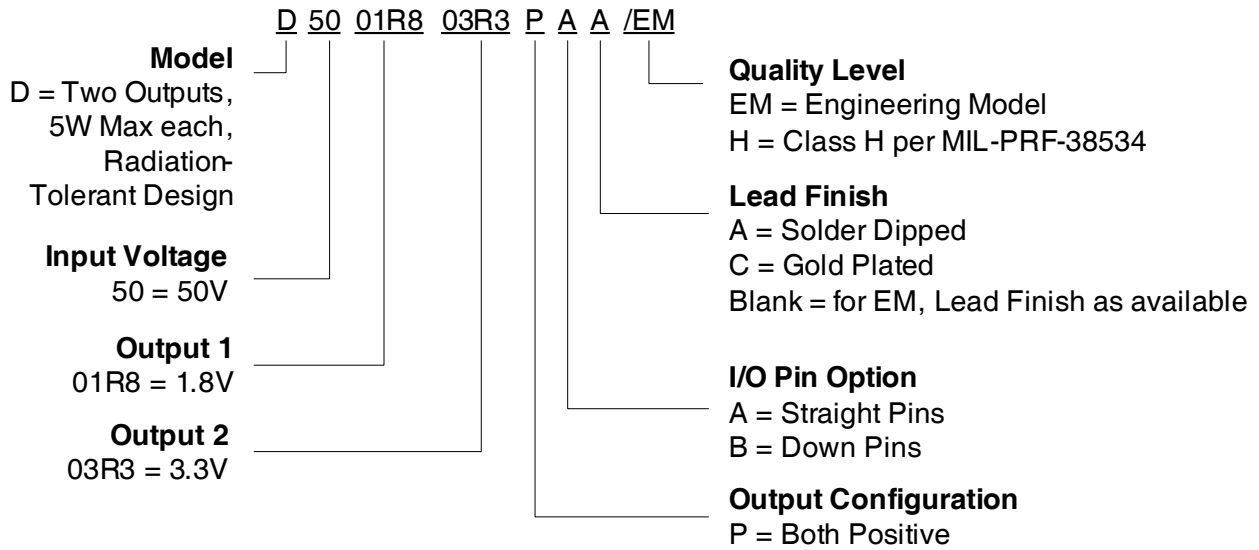 D 50 01R8 03R3 P A A /EM
Model
D = Two Outputs,
5W Max each,
Radiation-
Tolerant Design
Input Voltage
50 = 50V
Output 1
01R8 = 1.8V
Output 2
03R3 = 3.3V
Quality Level
EM = Engineering Model
H = Class H per MIL-PRF-38534
Lead Finish
A = Solder Dipped
C = Gold Plated
Blank = for EM, Lead Finish as available
I/O Pin Option
A = Straight Pins
B = Down Pins
Output Configuration
P = Both Positive